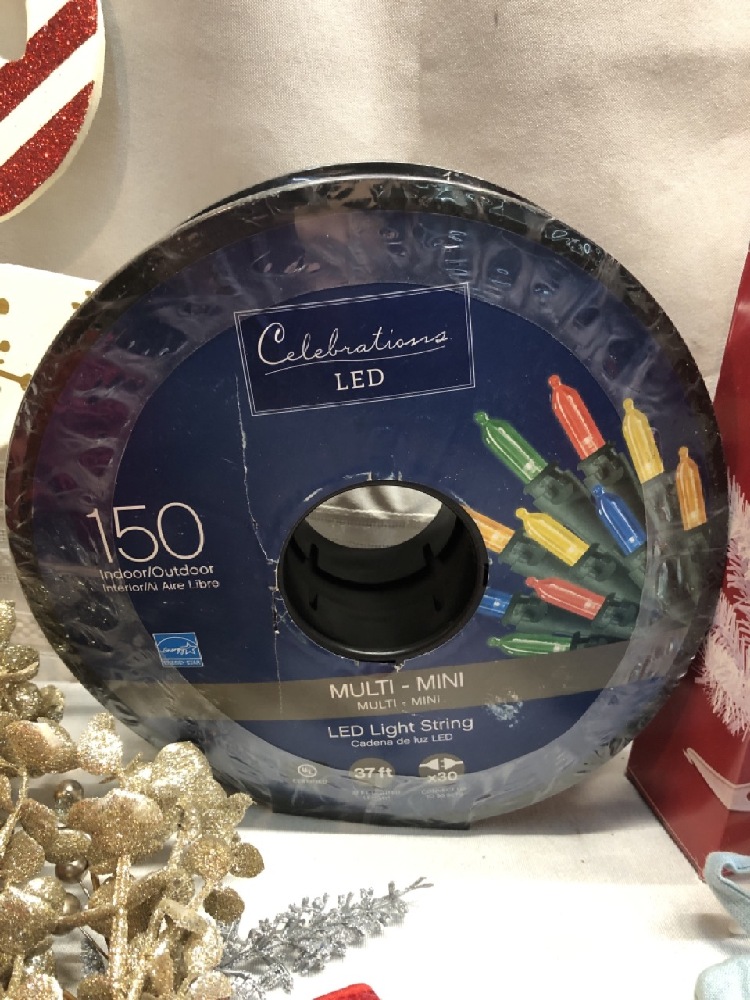 Celebrations
LED
150
Indoor/Outdoor
Interior/Al Aire Libre
MULTI - MINI
MULTI - MINI
LED Light String
Cadena de luz LED
UL
37 ft
x30